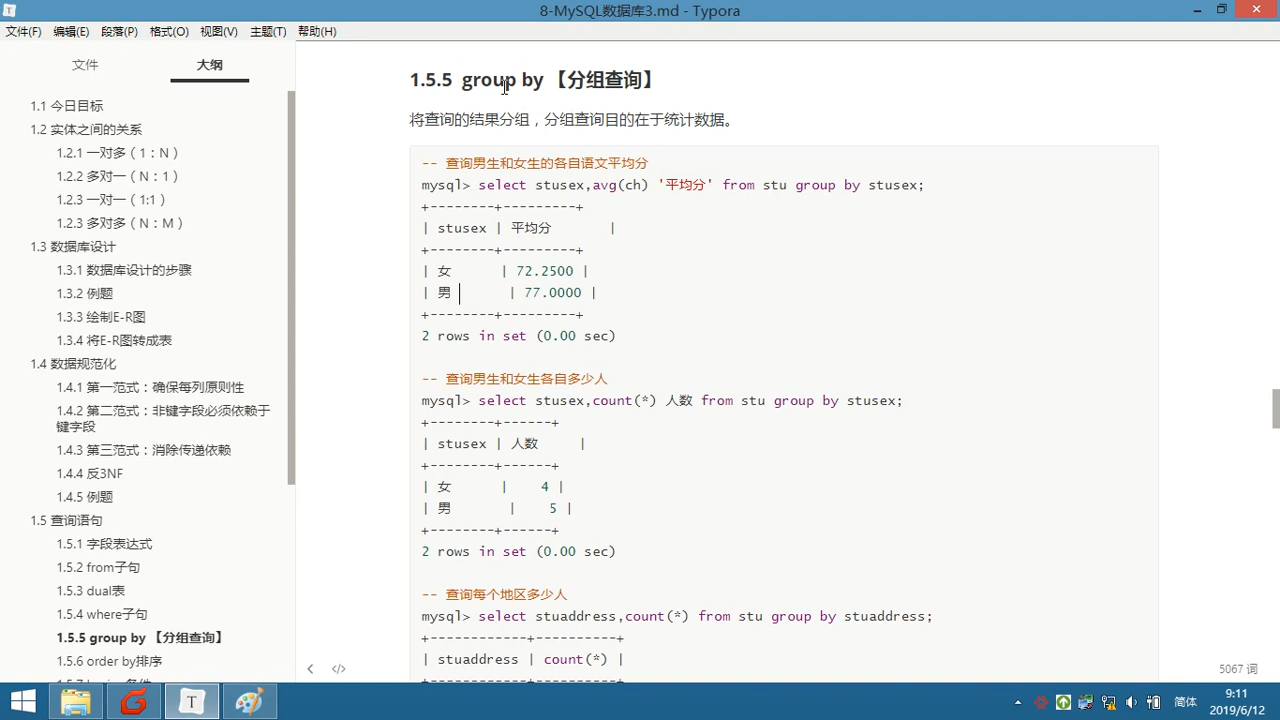 8-MySQL数据库3.md - Typora
文件(F) 编辑(E) 段落(P) 格式(O) 视图(V) 主题(T) 帮助(H)
文件 大纲
1.1 今日目标
1.2 实体之间的关系
1.2.1 一对多（1：N）
1.2.2 多对一（N：1）
1.2.3 一对一（1:1）
1.2.3 多对多（N：M）
1.3 数据库设计
1.3.1 数据库设计的步骤
1.3.2 例题
1.3.3 绘制E-R图
1.3.4 将E-R图转成表
1.4 数据规范化
1.4.1 第一范式：确保每列原则性
1.4.2 第二范式：非键字段必须依赖于
键字段
1.4.3 第三范式：消除传递依赖
1.4.4 反3NF
1.4.5 例题
1.5 查询语句
1.5.1 字段表达式
1.5.2 from子句
1.5.3 dual表
1.5.4 where子句
1.5.5 group by 【分组查询】
1.5.6 order by排序
1.5.5 group by 【分组查询】
将查询的结果分组，分组查询目的在于统计数据。
-- 查询男生和女生的各自语文平均分
mysql> select stusex,avg(ch) '平均分' from stu group by stusex;
+--------+---------+
| stusex | 平均分 |
+--------+---------+
| 女 | 72.2500 |
| 男 | 77.0000 |
+--------+---------+
2 rows in set (0.00 sec)
-- 查询男生和女生各自多少人
mysql> select stusex,count(*) 人数 from stu group by stusex;
+--------+------+
| stusex | 人数 |
+--------+------+
| 女 | 4 |
| 男 | 5 |
+--------+------+
2 rows in set (0.00 sec)
-- 查询每个地区多少人
mysql> select stuaddress,count(*) from stu group by stuaddress;
+------------+----------+
| stuaddress | count(*) |
+------------+----------+
5067 词
简体
9:11
2019/6/12